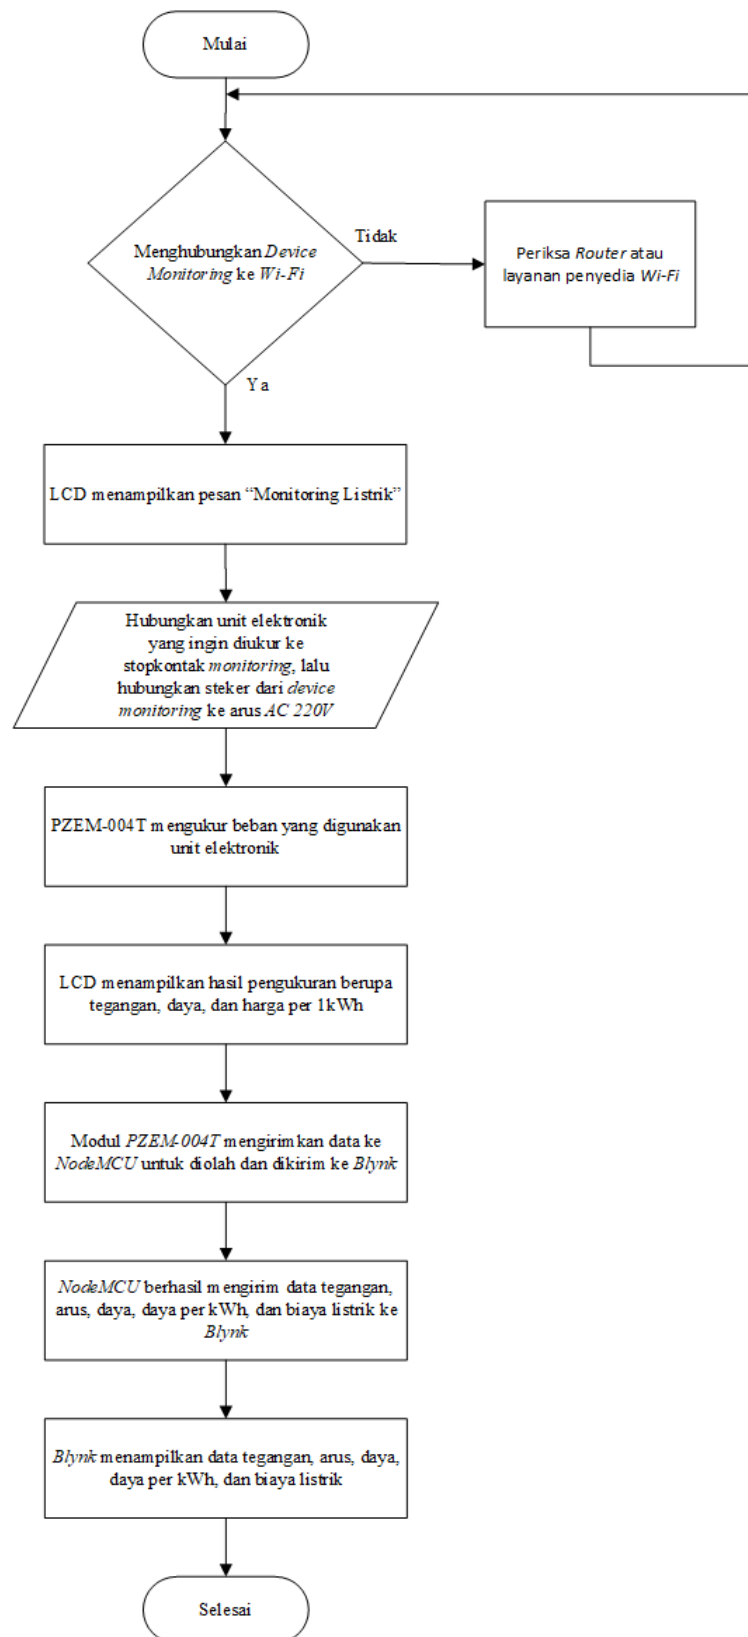 Mulai
Menghubungkan Device
Monitoring ke Wi-Fi
Tidak
Periksa Router atau
layanan penyedia Wi-Fi
Ya
LCD menampilkan pesan “Monitoring Listrik”
Hubungkan unit elektronik
yang ingin diukur ke
stopkontak monitoring, lalu
hubungkan steker dari device
monitoring ke arus AC 220V
PZEM-004T mengukur beban yang digunakan
unit elektronik
LCD menampilkan hasil pengukuran berupa
tegangan, daya, dan harga per 1kWh
Modul PZEM-004T mengirimkan data ke
NodeMCU untuk diolah dan dikirim ke Blynk
NodeMCU berhasil mengirim data tegangan,
arus, daya, daya per kWh, dan biaya listrik ke
Blynk
Blynk menampilkan data tegangan, arus, daya,
daya per kWh, dan biaya listrik
Selesai